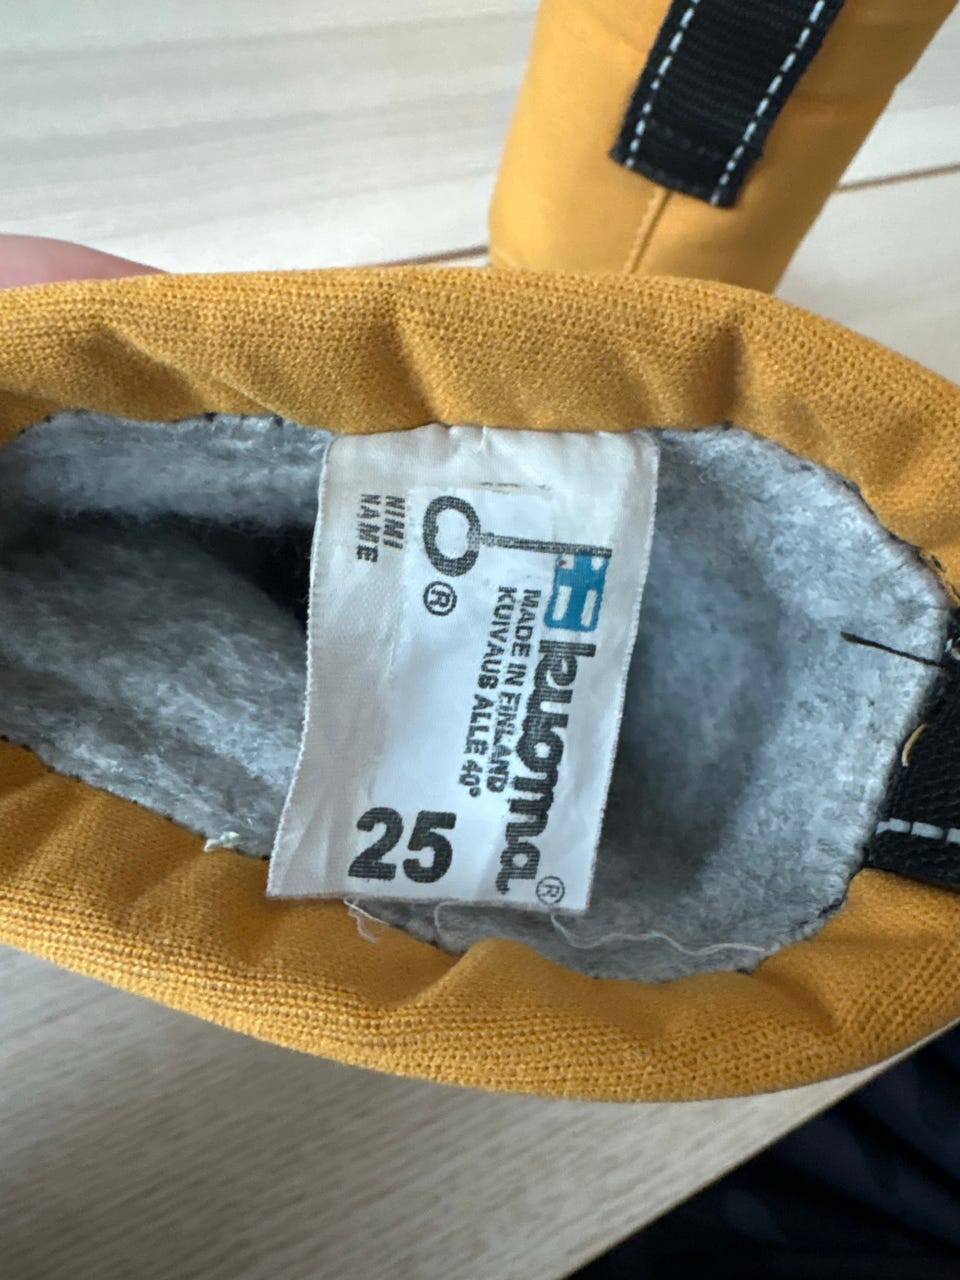 NIMI
NAME
®
kuoma®
MADE IN FINLAND
KUIVAUS ALLE 40°
25